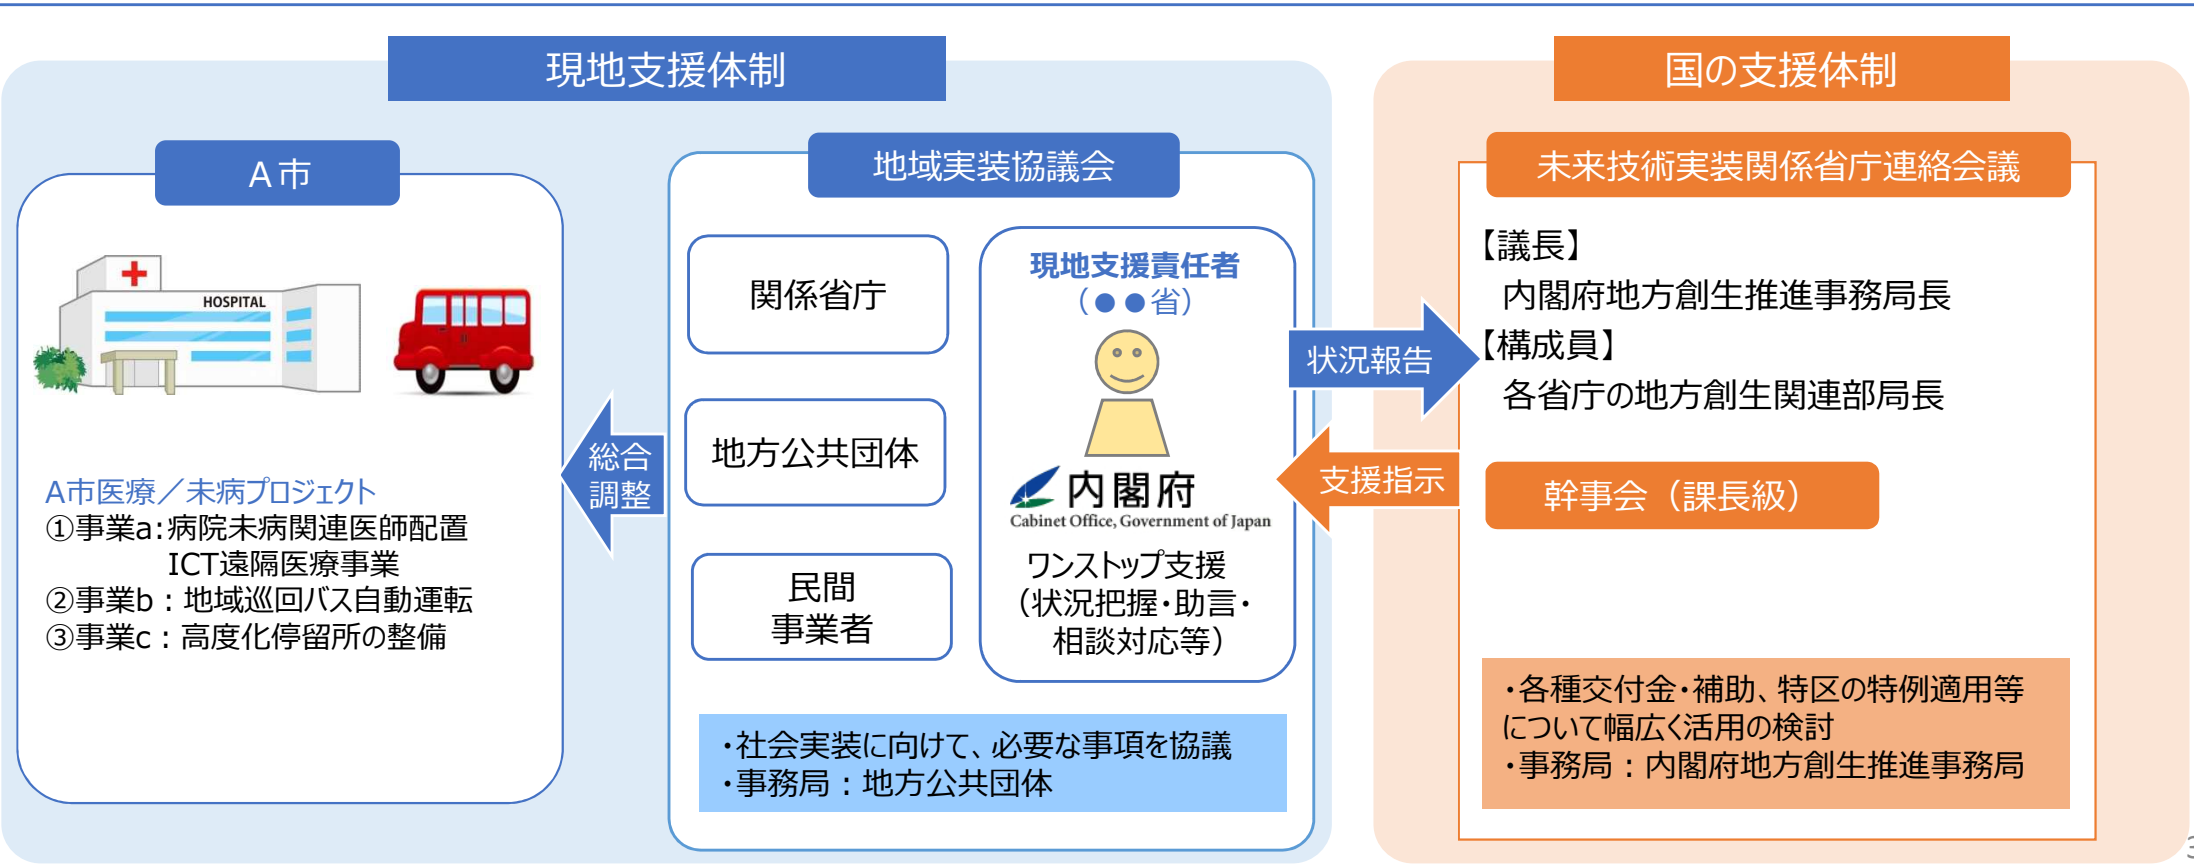 現地支援体制
A市
HOSPITAL
A市医療／未病プロジェクト
①事業a:病院未病関連医師配置
ICT遠隔医療事業
②事業b：地域巡回バス自動運転
③事業c：高度化停留所の整備
総合
調整
地域実装協議会
関係省庁
地方公共団体
民間
事業者
現地支援責任者
（●●省）
内閣府
Cabinet Office, Government of Japan
ワンストップ支援
（状況把握・助言・
相談対応等）
・社会実装に向けて、必要な事項を協議
・事務局：地方公共団体
状況報告
支援指示
国の支援体制
未来技術実装関係省庁連絡会議
【議長】
内閣府地方創生推進事務局長
【構成員】
各省庁の地方創生関連部局長
幹事会（課長級）
・各種交付金・補助、特区の特例適用等
について幅広く活用の検討
・事務局：内閣府地方創生推進事務局